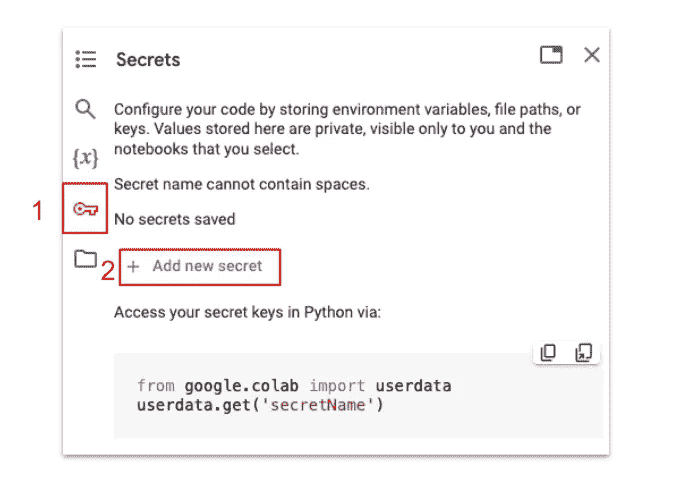 Secrets
Configure your code by storing environment variables, file paths, or
keys. Values stored here are private, visible only to you and the
{x}
notebooks that you select.
Secret name cannot contain spaces.
1
No secrets saved
2
+ Add new secret
Access your secret keys in Python via:
from google.colab import userdata
userdata.get('secretName')